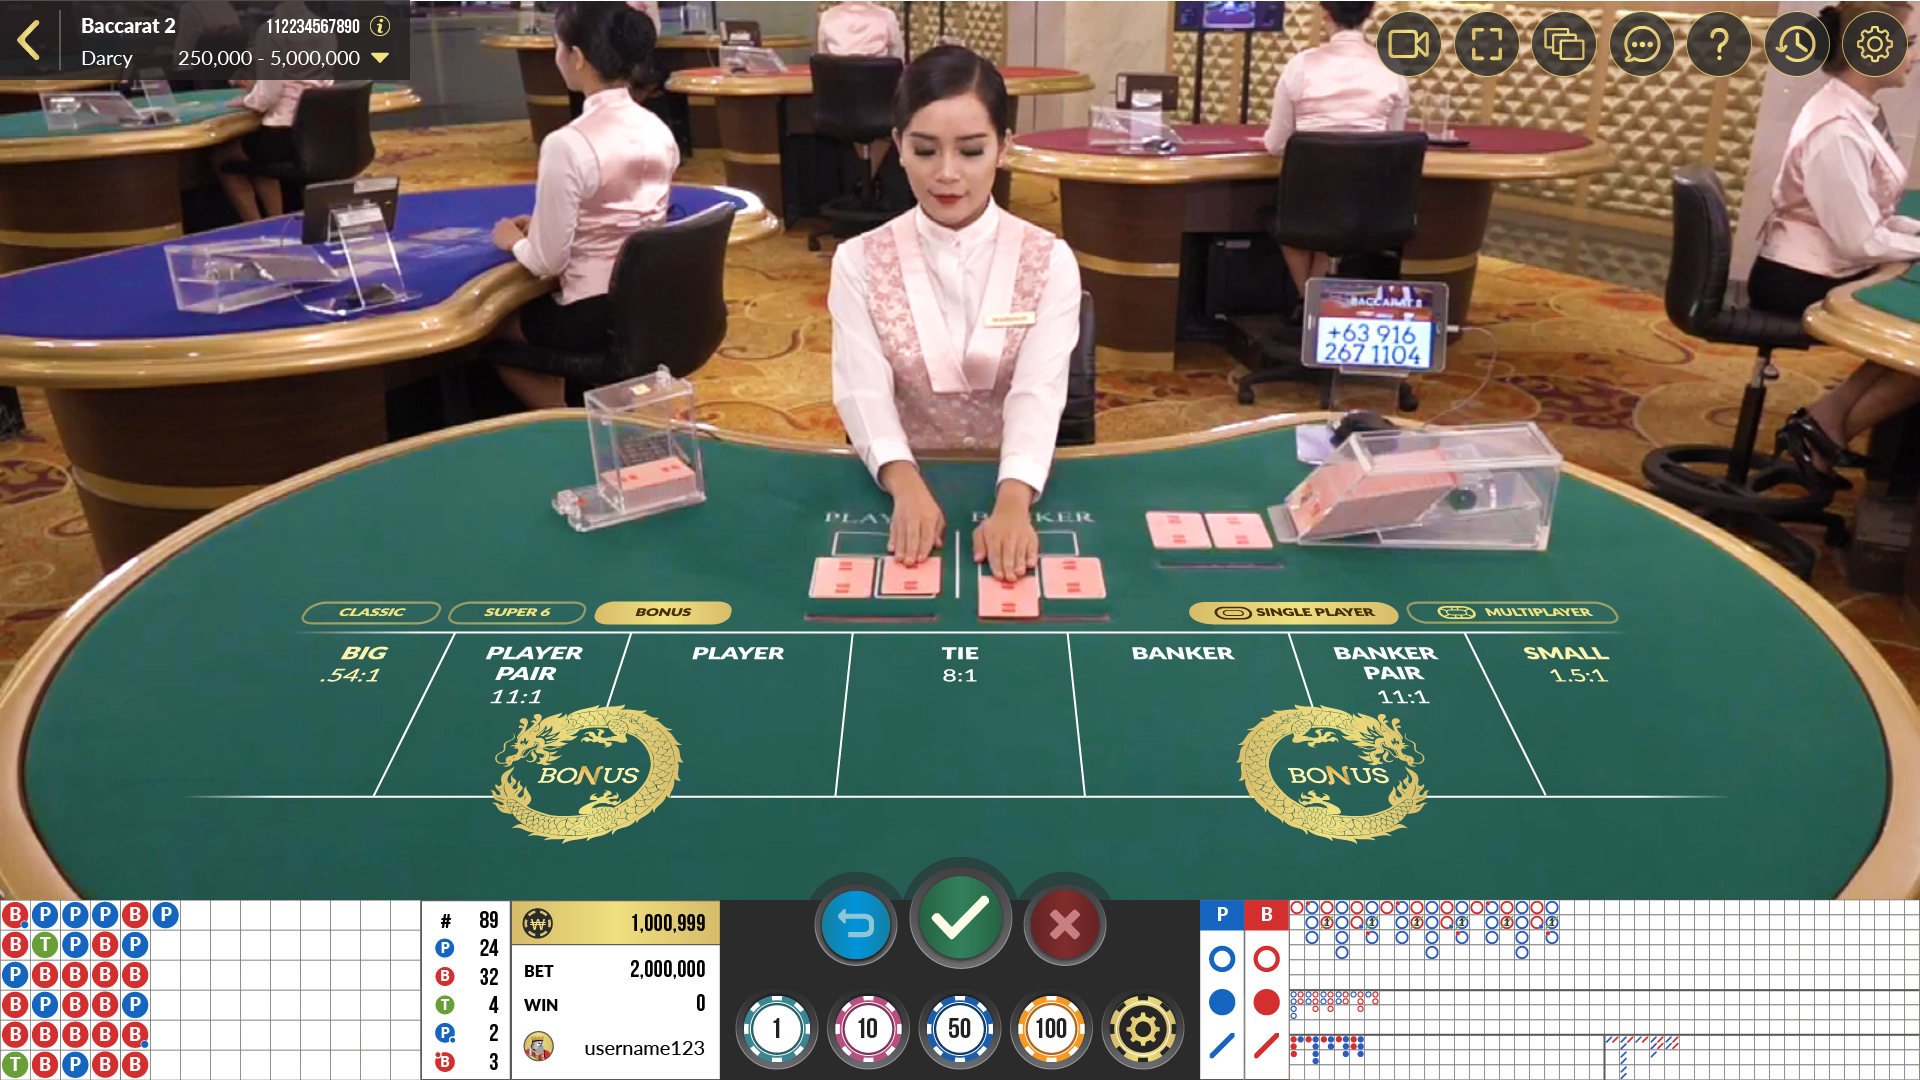 Baccarat 2
112234567890
Darcy
250,000 - 5,000,000
?
BACCARAT 8
+63 916
267 1104
PLAY
BANKER
CLASSIC
SUPER 6
BONUS
SINGLE PLAYER
MULTIPLAYER
BIG
.54:1
PLAYER
PAIR
11:1
PLAYER
TIE
8:1
BANKER
BANKER
PAIR
11:1
SMALL
1.5:1
BONUS
BONUS
B P P P B P
B T P B P
P B B B B
B P B B P
B B B B B
T B P B B
# 89
P 24
B 32
T 4
P 2
B 3
1,000,999
BET 2,000,000
WIN 0
username123
1
10
50
100
P B